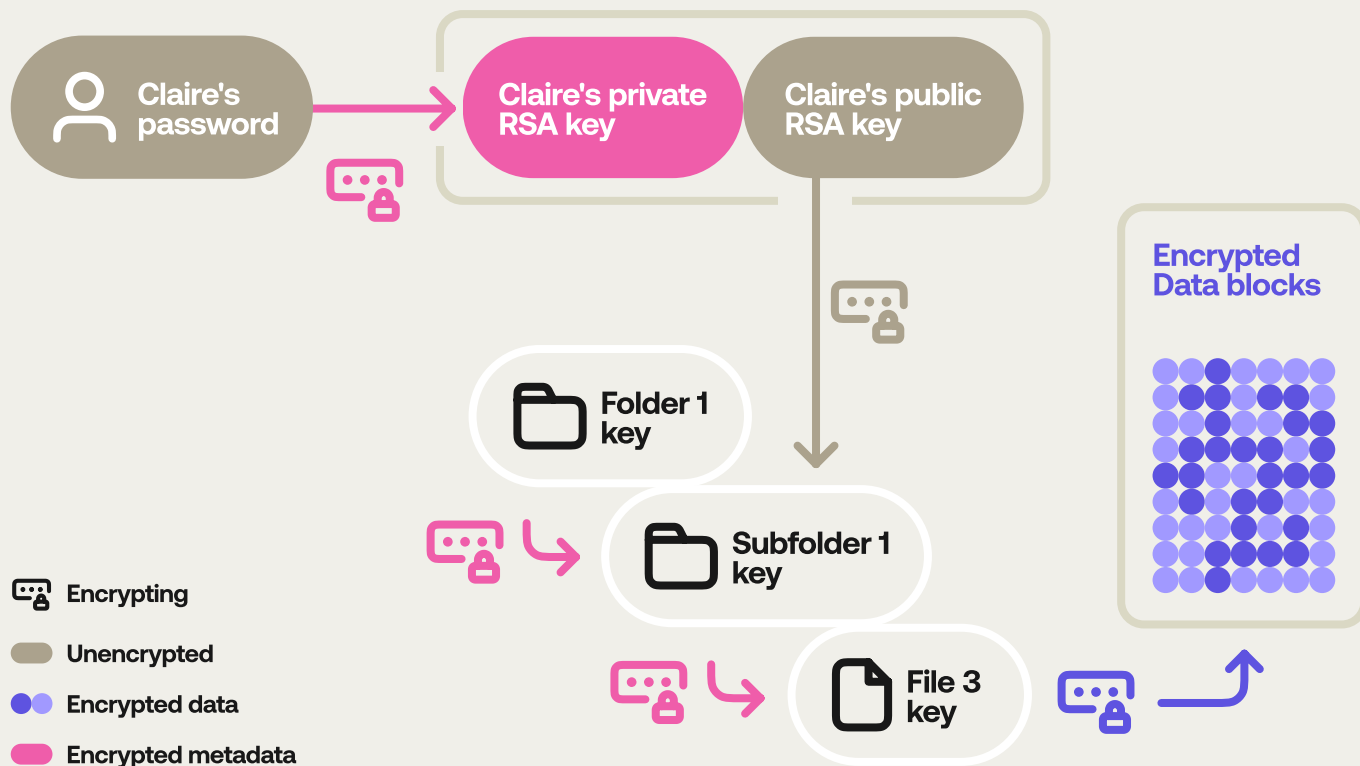 Claire's
password
Claire's private
RSA key
Claire's public
RSA key
Encrypted
Data blocks
Folder 1
key
Subfolder 1
key
File 3
key
Encrypting
Unencrypted
Encrypted data
Encrypted metadata